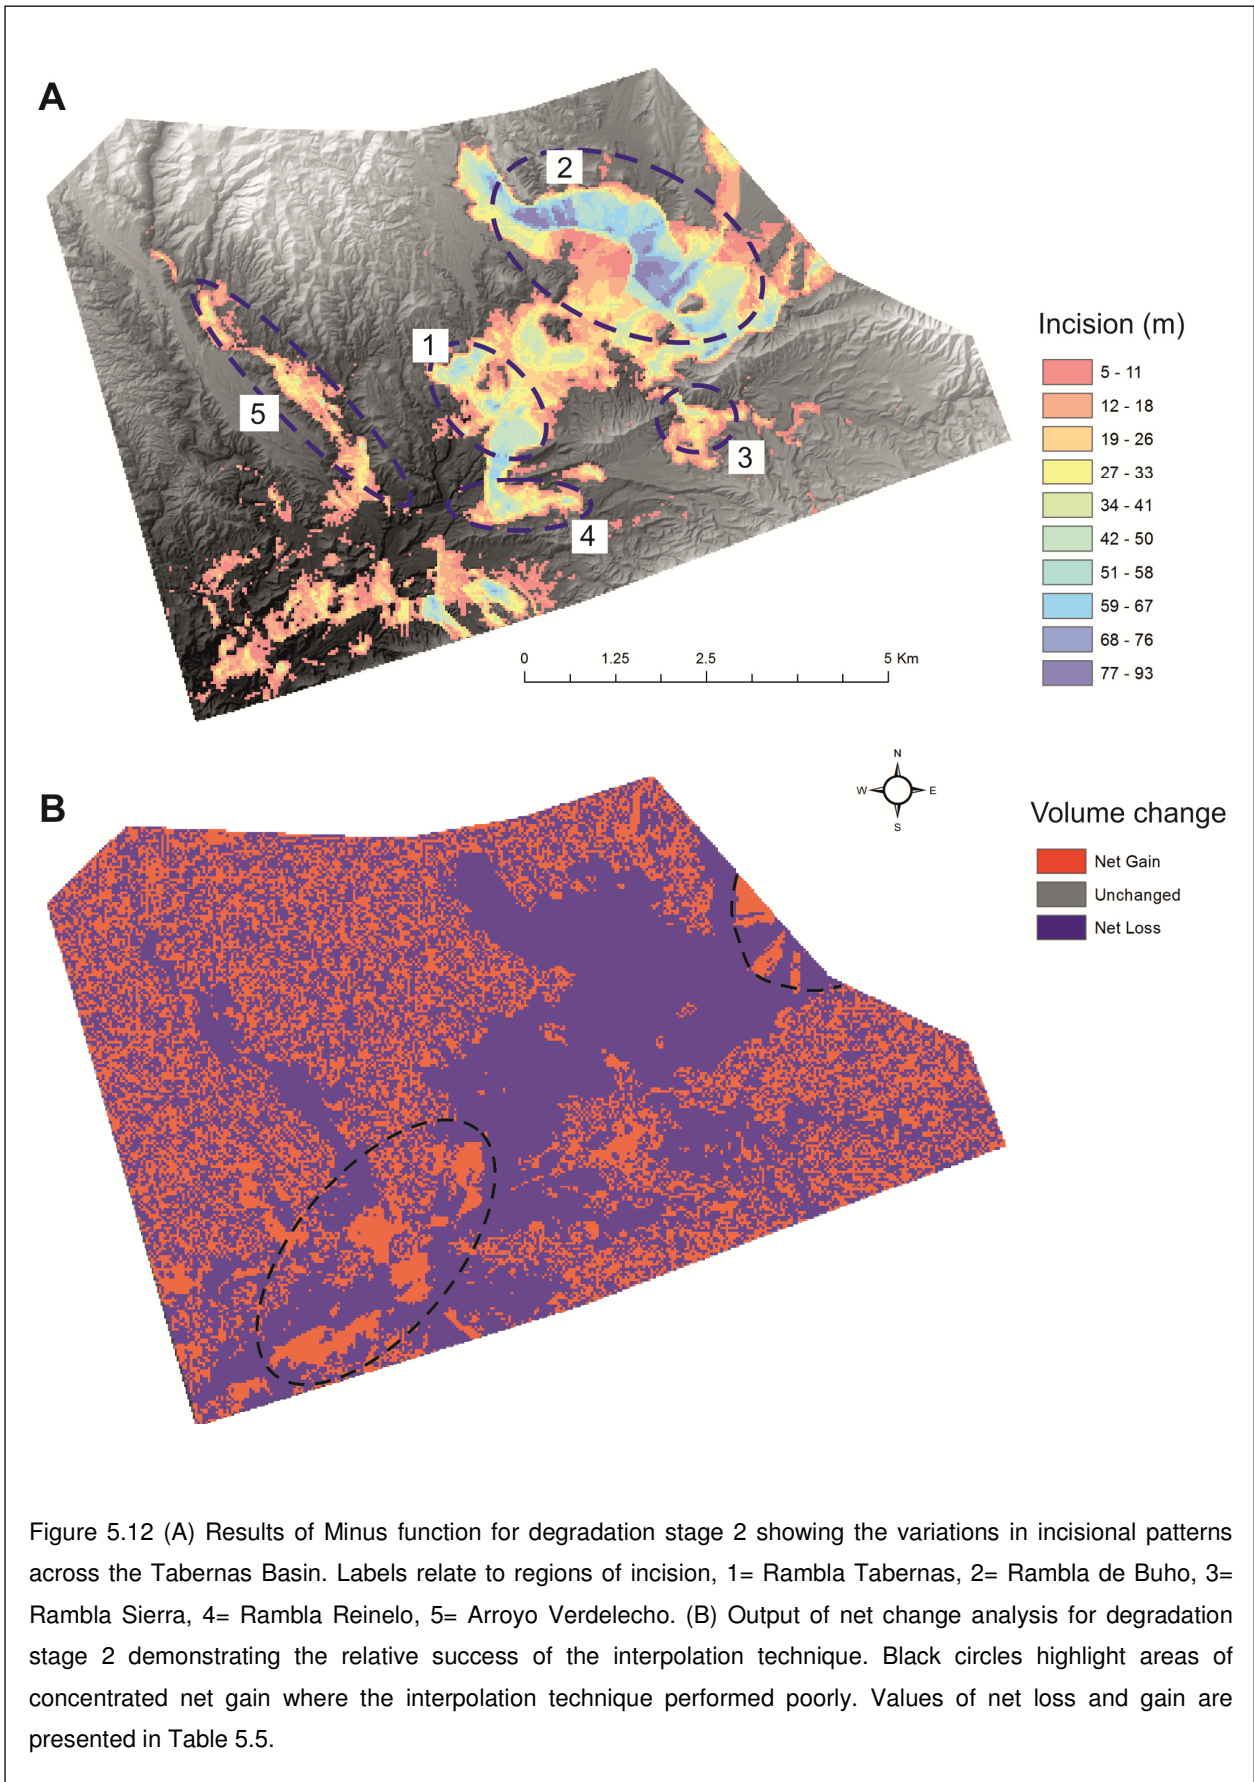 A
2
1
5
3
4
Incision (m)
5 - 11
12 - 18
19 - 26
27 - 33
34 - 41
42 - 50
51 - 58
59 - 67
68 - 76
77 - 93
0 1.25 2.5 5 Km
N
W E
S
B
Volume change
Net Gain
Unchanged
Net Loss
Figure 5.12 (A) Results of Minus function for degradation stage 2 showing the variations in incisional patterns
across the Tabernas Basin. Labels relate to regions of incision, 1= Rambla Tabernas, 2= Rambla de Buho, 3=
Rambla Sierra, 4= Rambla Reinelo, 5= Arroyo Verdelecho. (B) Output of net change analysis for degradation
stage 2 demonstrating the relative success of the interpolation technique. Black circles highlight areas of
concentrated net gain where the interpolation technique performed poorly. Values of net loss and gain are
presented in Table 5.5.